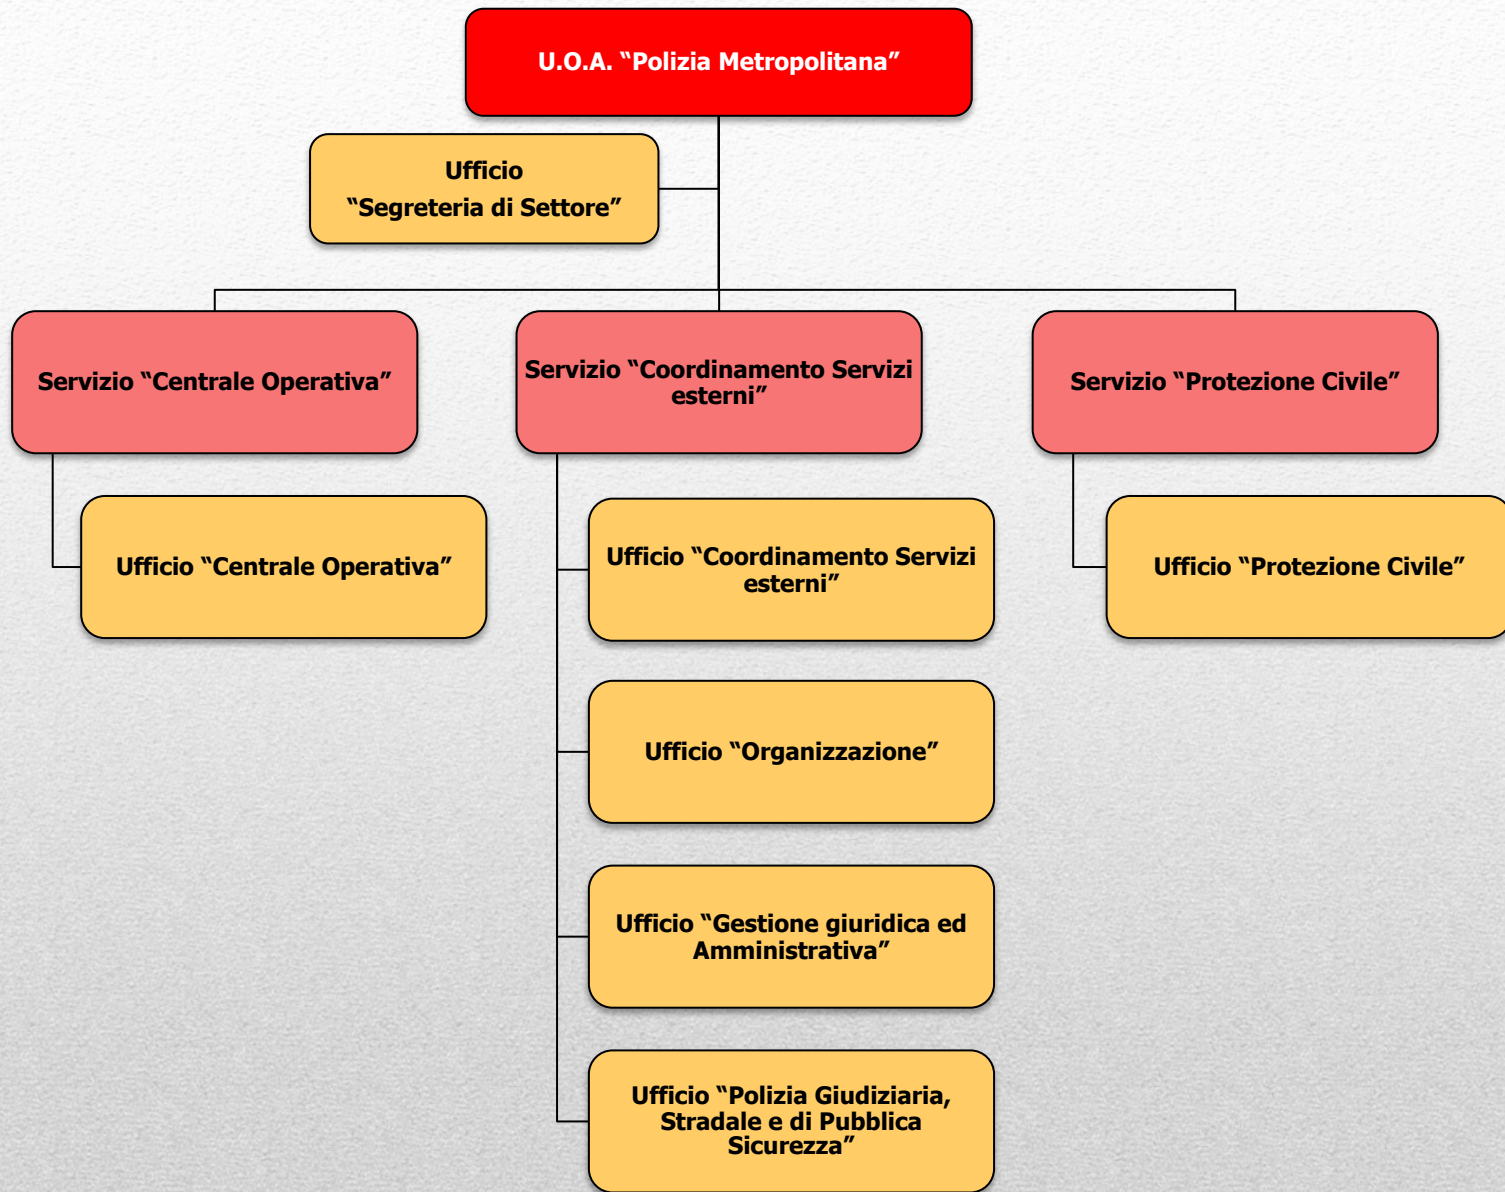 U.O.A. “Polizia Metropolitana”
Ufficio
“Segreteria di Settore”
Servizio “Centrale Operativa”
Servizio “Coordinamento Servizi
esterni”
Servizio “Protezione Civile”
Ufficio “Centrale Operativa”
Ufficio “Coordinamento Servizi
esterni”
Ufficio “Protezione Civile”
Ufficio “Organizzazione”
Ufficio “Gestione giuridica ed
Amministrativa”
Ufficio “Polizia Giudiziaria,
Stradale e di Pubblica
Sicurezza”